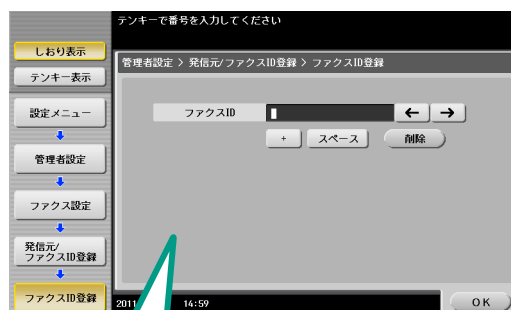 テンキーで番号を入力してください
しおり表示
テンキー表示
設定メニュー
管理者設定
ファクス設定
発信元/
ファクスID登録
ファクスID登録
管理者設定 > 発信元/ファクスID登録 > ファクスID登録
ファクスID
← →
+ スペース 削除
2011 14:59
OK